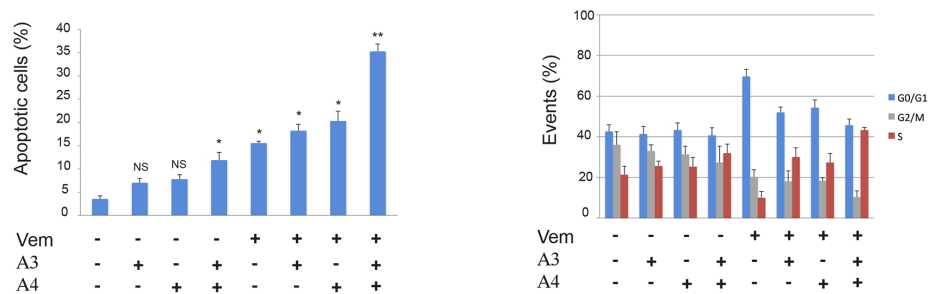 Apoptotic cells (%)
40
35
30
25
20
15
10
5
0
NS
NS
*
*
*
*
**
Vem - - - - + + + +
A3 - + - + - + - +
A4 - - + + - - + +
Events (%)
100
80
60
40
20
0
G0/G1
G2/M
S
Vem - - - - + + + +
A3 - + - + - + - +
A4 - - + + - - + +